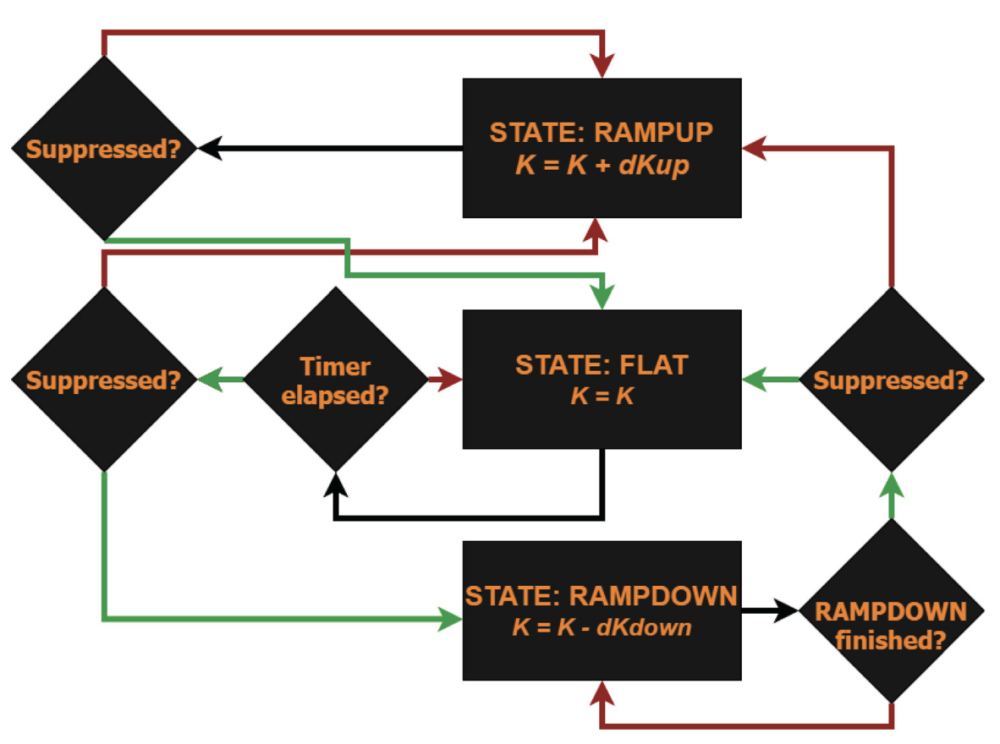 STATE: RAMPUP
K = K + dKup
Suppressed?
Suppressed?
Timer
elapsed?
STATE: FLAT
K = K
Suppressed?
STATE: RAMPDOWN
K = K - dKdown
RAMPDOWN
finished?